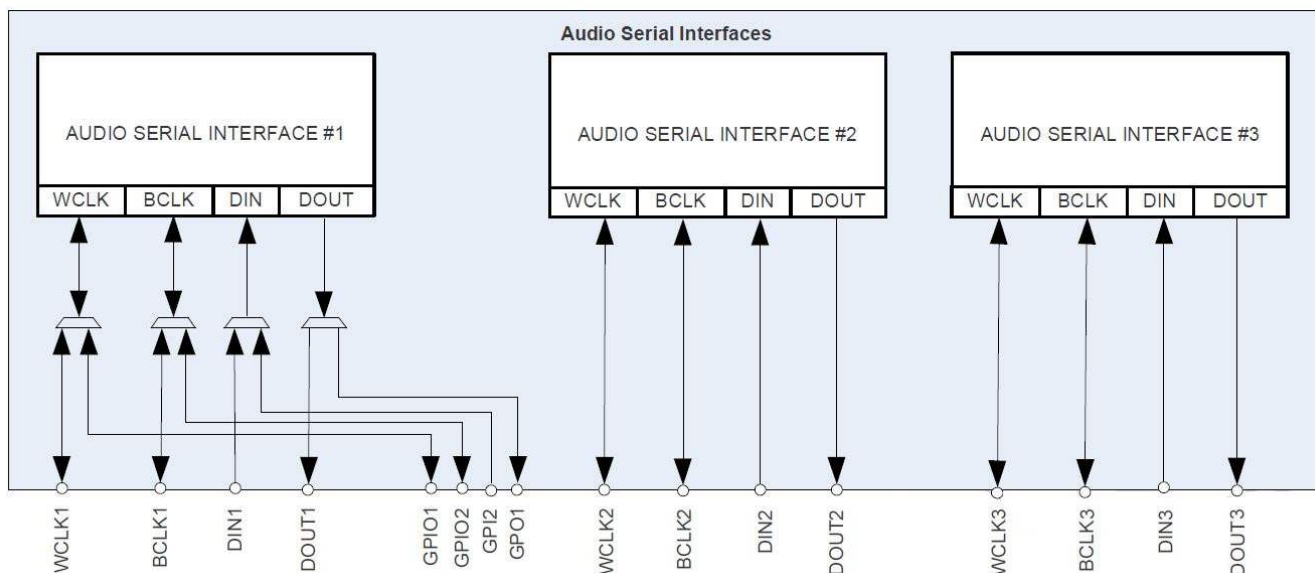 Audio Serial Interfaces
AUDIO SERIAL INTERFACE #1
WCLK BCLK DIN DOUT
AUDIO SERIAL INTERFACE #2
WCLK BCLK DIN DOUT
AUDIO SERIAL INTERFACE #3
WCLK BCLK DIN DOUT
WCLK1
BCLK1
DIN1
DOUT1
GPIO1
GPIO2
GPI2
GPO1
WCLK2
BCLK2
DIN2
DOUT2
WCLK3
BCLK3
DIN3
DOUT3